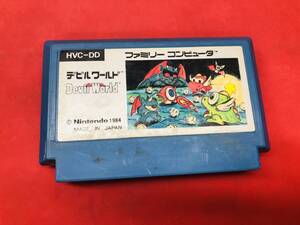 HVC-DD
ファミリー コンピュータ
デビルワールド
Devil World
© Nintendo 1984
MADE IN JAPAN